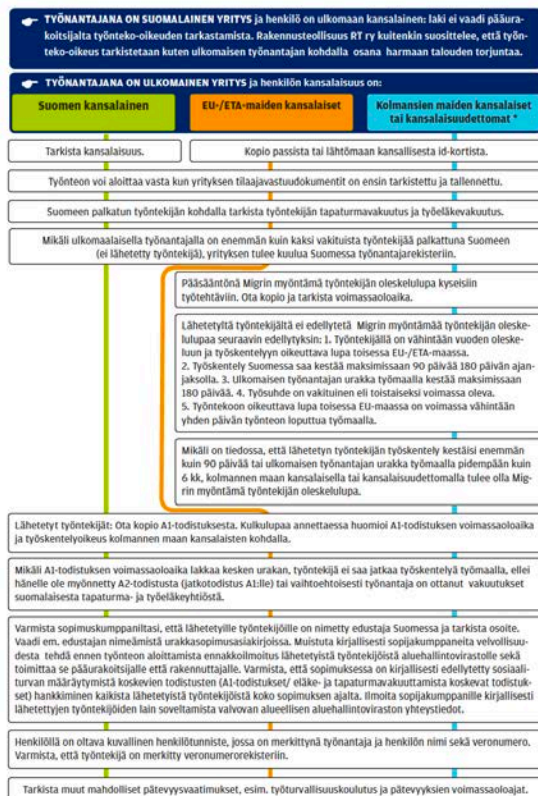 TYÖNANTAJANA ON SUOMALAINEN YRITYS ja henkilö on ulkomaan kansalainen: laki ei vaadi pääura-
koitsijalta työnteko-oikeuden tarkastamista. Rakennusteollisuus RT ry kuitenkin suosittelee, että työn-
teko-oikeus tarkistetaan kuten ulkomaisen työnantajan kohdalla osana harmaan talouden torjuntaa.
TYÖNANTAJANA ON ULKOMAINEN YRITYS ja henkilön kansalaisuus on:
Suomen kansalainen
EU-/ETA-maiden kansalaiset
Kolmansien maiden kansalaiset
tai kansalaisuudettomat *
Tarkista kansalaisuus.
Kopio passista tai lähtömaan kansallisesta id-kortista.
Työnteon voi aloittaa vasta kun yrityksen tilaajavastuudokumentit on ensin tarkistettu ja tallennettu.
Suomeen palkatun työntekijän kohdalla tarkista työntekijän tapaturmavakuutus ja työeläkevakuutus.
Mikäli ulkomaalaisella työnantajalla on enemmän kuin kaksi vakituista työntekijää palkattuna Suomeen
(ei lähetetty työntekijä), yrityksen tulee kuulua Suomessa työnantajarekisteriin.
Pääsääntönä Migrin myöntämä työntekijän oleskelulupa kyseisiin
työtehtäviin. Ota kopio ja tarkista voimassaoloaika.
Lähetetyltä työntekijältä ei edellytetä Migrin myöntämää työntekijän oleske-
lulupaa seuraavin edellytyksin: 1. Työntekijällä on vähintään vuoden oleske-
luun ja työskentelyyn oikeuttava lupa toisessa EU-/ETA-maassa.
2. Työskentely Suomessa saa kestää maksimissaan 90 päivää 180 päivän ajan-
jaksolla. 3. Ulkomaisen työnantajan urakka työmaalla kestää maksimissaan
180 päivää. 4. Työsuhde on vakituinen eli toistaiseksi voimassa oleva.
5. Työntekoon oikeuttava lupa toisessa EU-maassa on voimassa vähintään
yhden päivän työnteon loputtua työmaalla.
Mikäli on tiedossa, että lähetetyn työntekijän työskentely kestäisi enemmän
kuin 90 päivää tai ulkomaisen työnantajan urakka työmaalla pidempään kuin
6 kk, kolmannen maan kansalaisella tai kansalaisuudettomalla tulee olla Mig-
rin myöntämä työntekijän oleskelulupa.
Lähetetyt työntekijät: Ota kopio A1-todistuksesta. Kulkulupaa annettaessa huomioi A1-todistuksen voimassaoloaika
ja työskentelyoikeus kolmannen maan kansalaisten kohdalla.
Mikäli A1-todistuksen voimassaoloaika lakkaa kesken urakan, työntekijä ei saa jatkaa työskentelyä työmaalla, ellei
hänelle ole myönnetty A2-todistusta (jatkotodistus A1:lle) tai vaihtoehtoisesti työnantaja on ottanut vakuutukset
suomalaisesta tapaturma- ja työeläkeyhtiöstä.
Varmista sopimuskumppaniltasi, että lähetetyille työntekijöille on nimetty edustaja Suomessa ja tarkista osoite.
Vaadi em. edustajan nimeämistä urakkasopimusasiakirjoissa. Muistuta kirjallisesti sopijakumppaneita velvollisuu-
desta tehdä ennen työnteon aloittamista ennakkoilmoitus lähetetyistä työntekijöistä aluehallintovirastolle sekä
toimittaa se pääurakoitsijalle että rakennuttajalle. Varmista, että sopimuksessa on kirjallisesti edellytetty sosiaali-
turvan määräytymistä koskevien todistusten (A1-todistukset/ eläke- ja tapaturmavakuuttamista koskevat todistuk-
set) hankkiminen kaikista lähetetyistä työntekijöistä koko sopimuksen ajalta. Ilmoita sopijakumppanille kirjallisesti
lähetettyjen työntekijöiden lain soveltamista valvovan alueellisen aluehallintoviraston yhteystiedot.
Henkilöllä on oltava kuvallinen henkilötunniste, jossa on merkittynä työnantaja ja henkilön nimi sekä veronumero.
Varmista, että työntekijä on merkitty veronumerorekisteriin.
Tarkista muut mahdolliset pätevyysvaatimukset, esim. työturvallisuuskoulutus ja pätevyyksien voimassaoloajat.